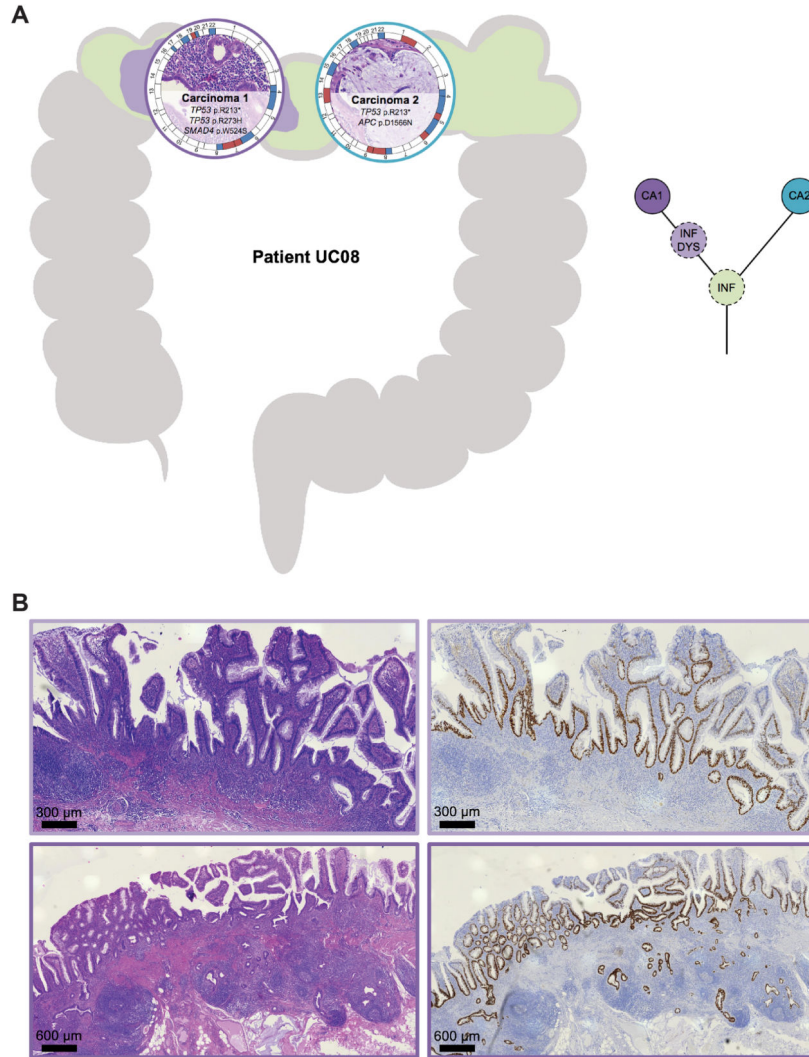 A
Carcinoma 1
TP53 p.R213*
TP53 p.R273H
SMAD4 p.W524S
Carcinoma 2
TP53 p.R213*
APC p.D1566N
Patient UC08
CA1
CA2
INF
DYS
INF
B
300 µm
300 µm
600 µm
600 µm